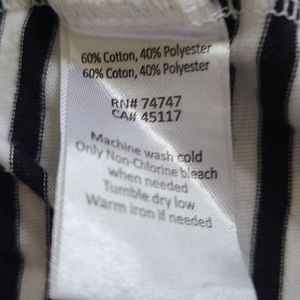 60% Cotton, 40% Polyester
60% Coton, 40% Polyester
RN# 74747
CA# 45117
Machine wash cold
Only Non-Chlorine bleach
when needed
Tumble dry low
Warm iron if needed